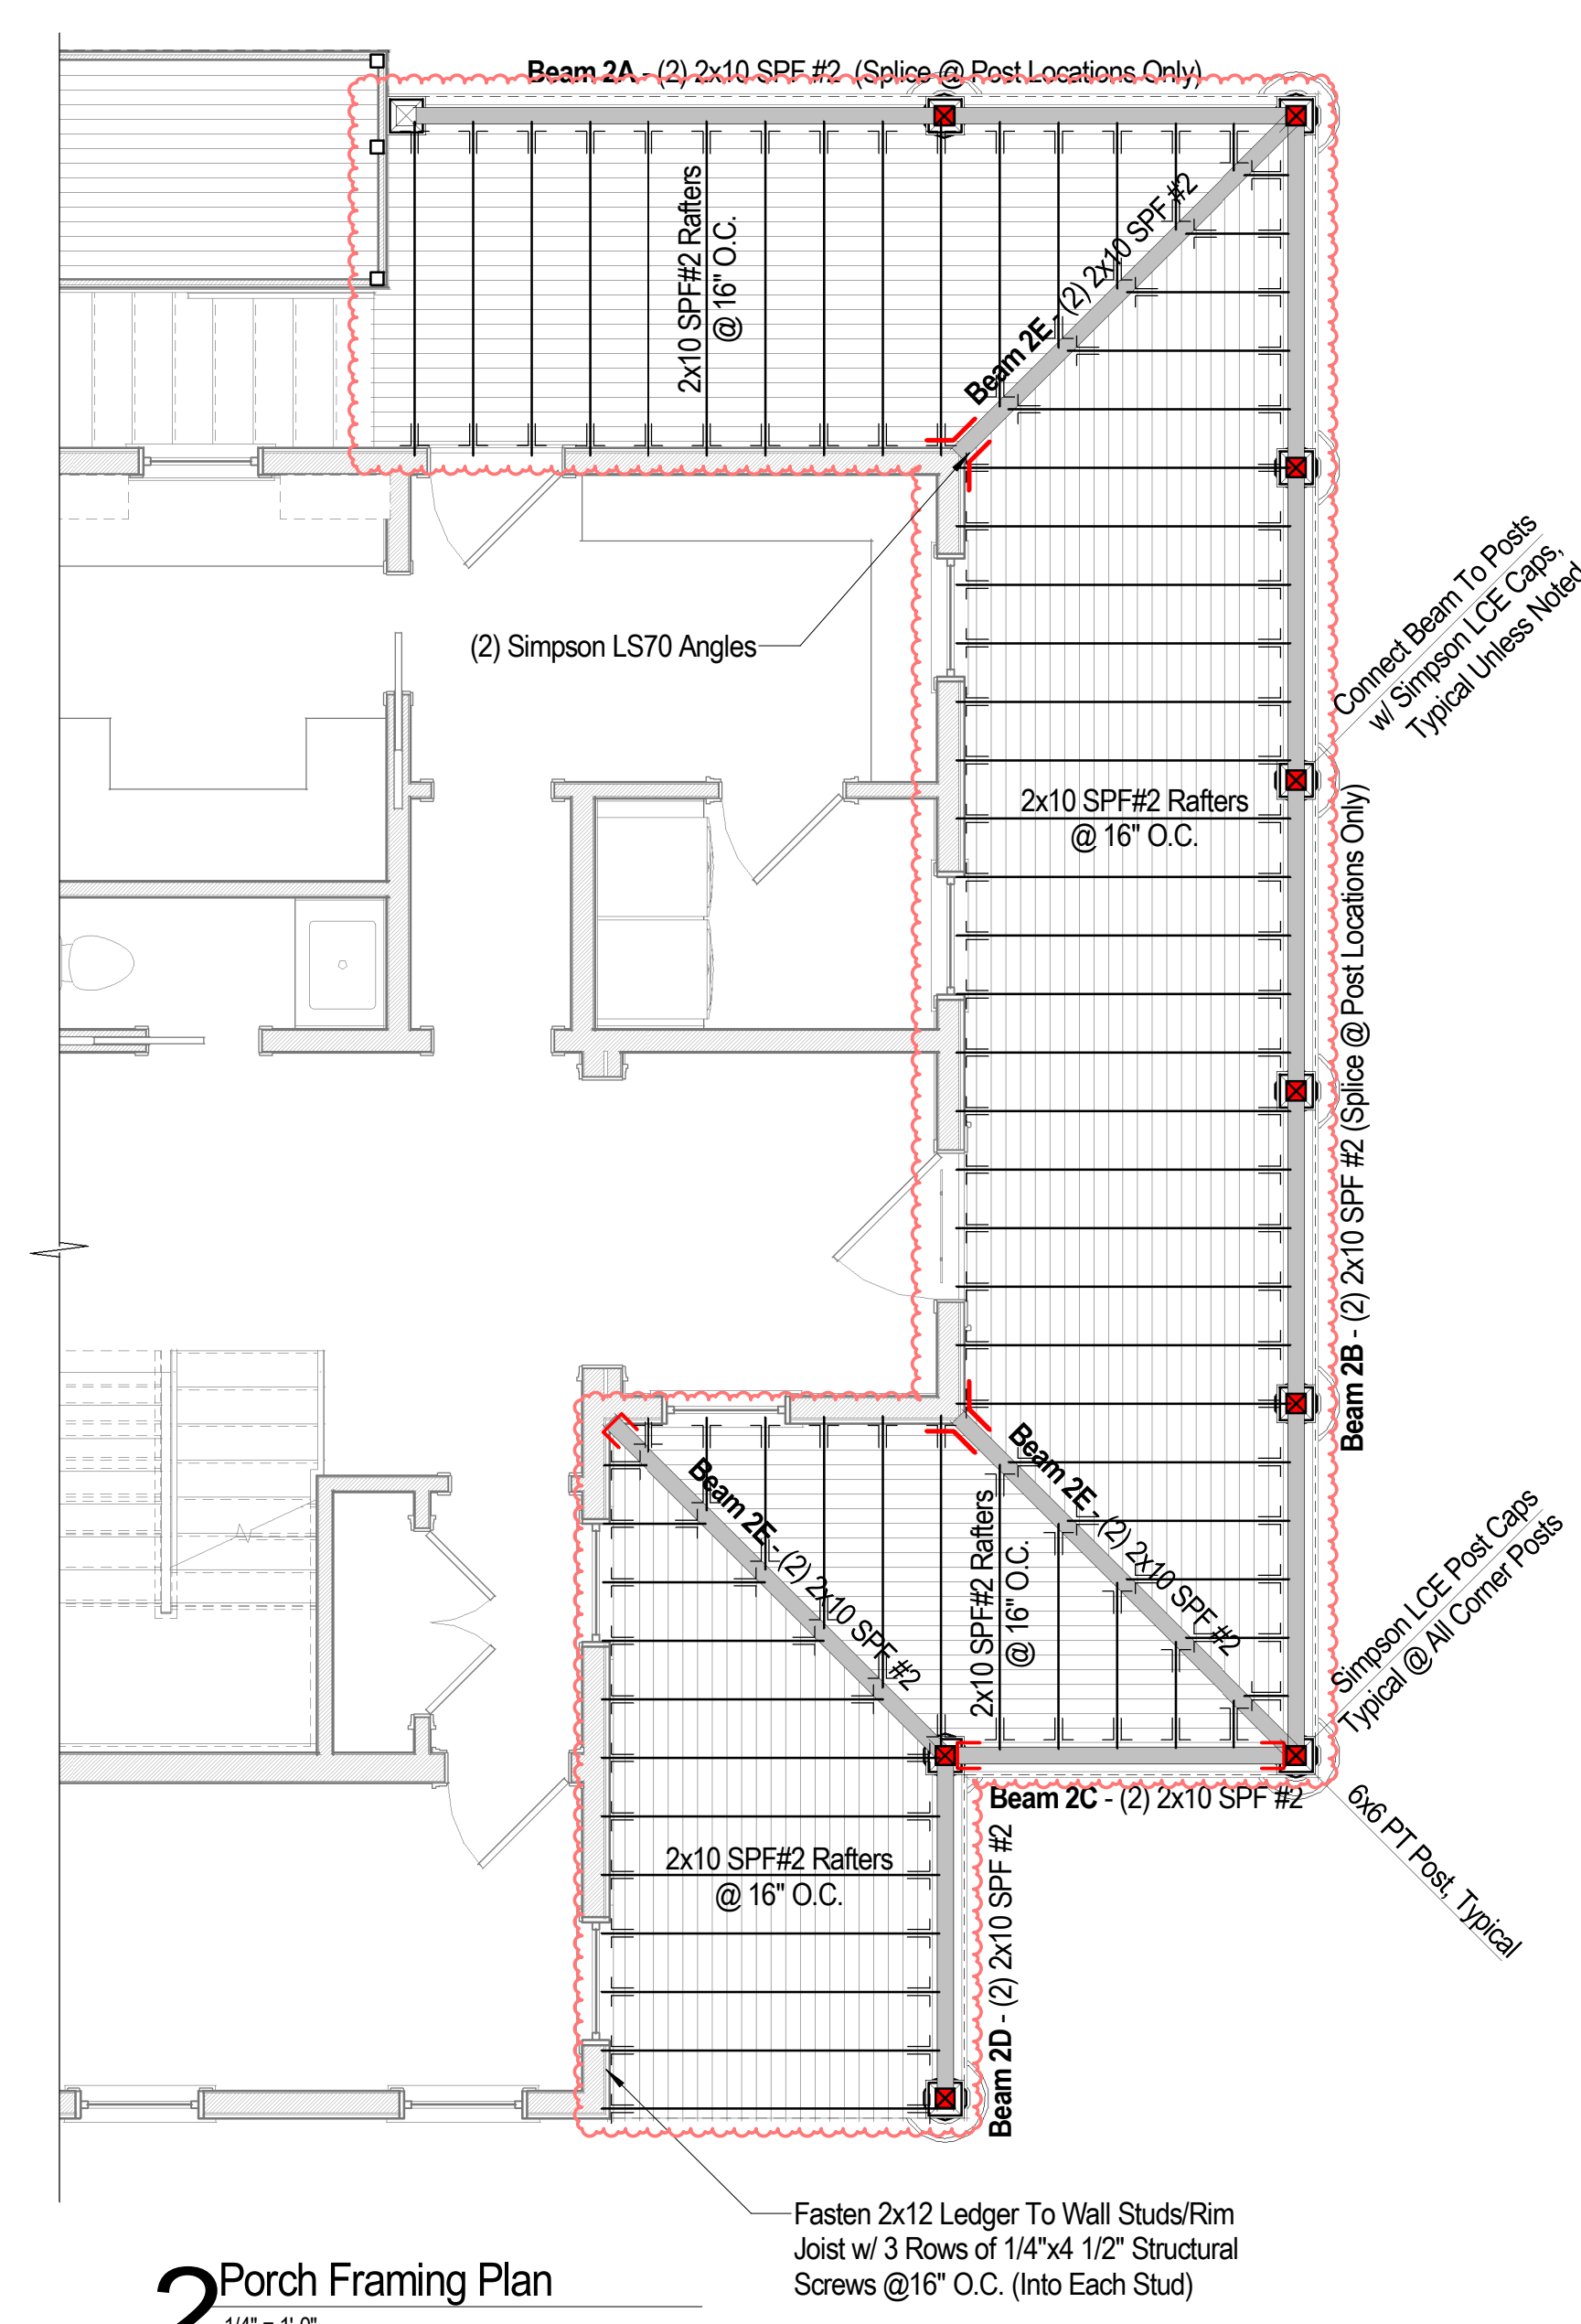 Beam 2A - (2) 2x10 SPF #2 (Splice @ Post Locations Only)
2x10 SPF#2 Rafters
@ 16" O.C.
Beam 2E - (2) 2x10 SPF #2
(2) Simpson LS70 Angles
Connect Beam To Posts
w/ Simpson LCE Caps,
Typical Unless Noted
2x10 SPF#2 Rafters
@ 16" O.C.
Beam 2B - (2) 2x10 SPF #2 (Splice @ Post Locations Only)
Beam 2E - (2) 2x10 SPF #2
Beam 2E - (2) 2x10 SPF #2
2x10 SPF#2 Rafters
@ 16" O.C.
Simpson LCE Post Caps
Typical @ All Corner Posts
Beam 2C - (2) 2x10 SPF #2
6x6 PT Post, Typical
2x10 SPF#2 Rafters
@ 16" O.C.
Beam 2D - (2) 2x10 SPF #2
Fasten 2x12 Ledger To Wall Studs/Rim
Joist w/ 3 Rows of 1/4"x4 1/2" Structural
Screws @16" O.C. (Into Each Stud)
2 Porch Framing Plan
1/4" = 1'-0"